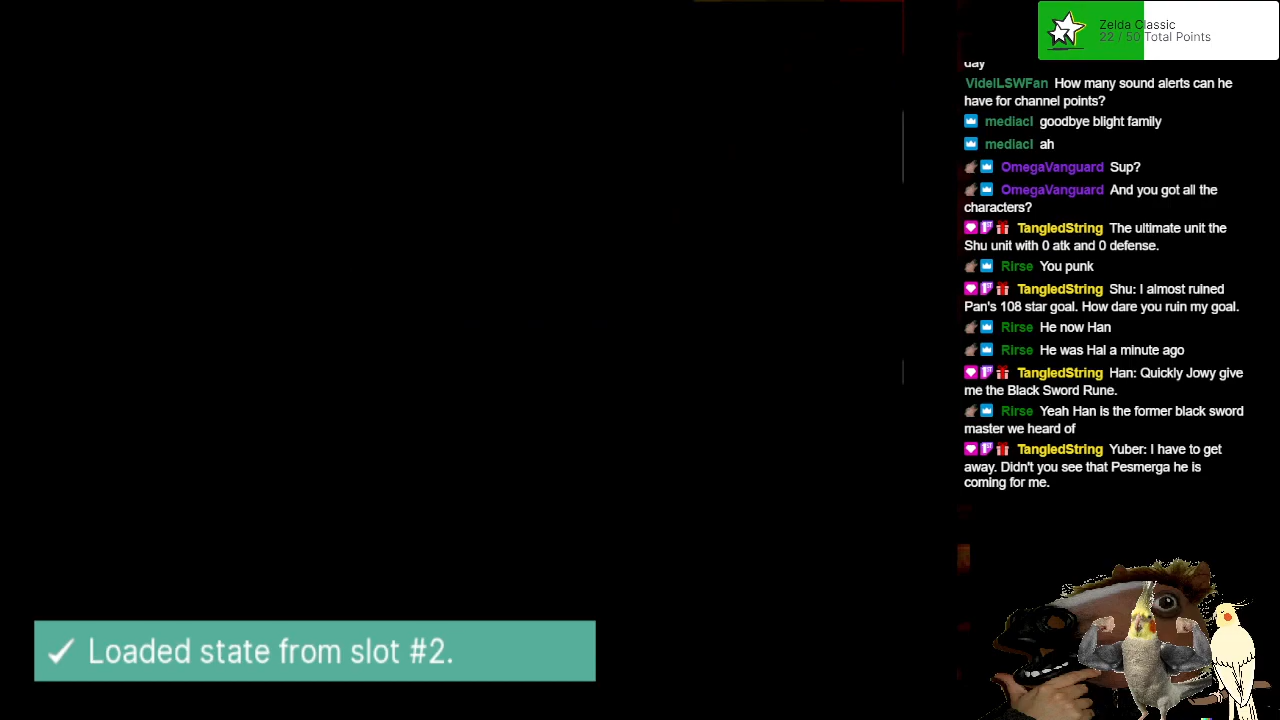 Zelda Classic
22 / 50 Total Points
day
VidelLSWFan How many sound alerts can he
have for channel points?
mediacl goodbye blight family
mediacl ah
OmegaVanguard Sup?
OmegaVanguard And you got all the
characters?
TangledString The ultimate unit the
Shu unit with 0 atk and 0 defense.
Rirse You punk
TangledString Shu: I almost ruined
Pan's 108 star goal. How dare you ruin my goal.
Rirse He now Han
Rirse He was Hal a minute ago
TangledString Han: Quickly Jowy give
me the Black Sword Rune.
Rirse Yeah Han is the former black sword
master we heard of
TangledString Yuber: I have to get
away. Didn't you see that Pesmerga he is
coming for me.
Loaded state from slot #2.